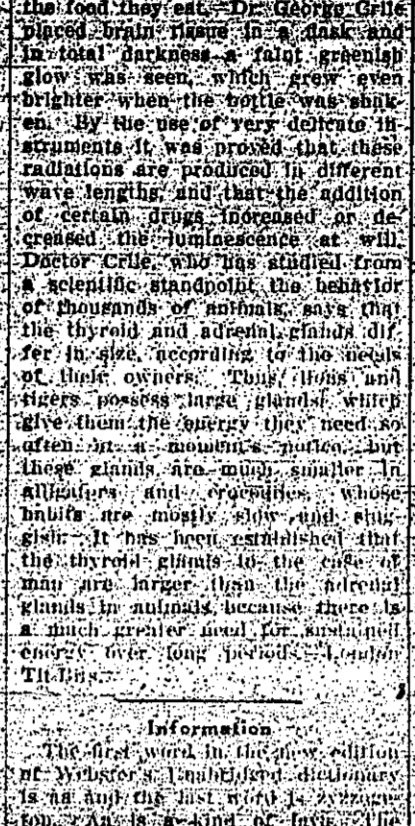 the food they eat. Dr. George Crile
placed brain tissue in a flask and
in total darkness a faint greenish
glow was seen, which grew even
brighter when the bottle was shak-
en. By the use of very delicate in-
struments it was proved that these
radiations are produced in different
wave lengths, and that the addition
of certain drugs increased or de-
creased the luminescence at will.
Doctor Crile, who has studied from
a scientific standpoint the behavior
of thousands of animals, says that
the thyroid and adrenal glands dif-
fer in size, according to the needs
of their owners. Thus, lions and
tigers possess large glands, which
give them the energy they need so
often in a moment's notice, but
these glands are much smaller in
alligators and crocodiles, whose
habits are mostly slow and slug-
gish. It has been established that
the thyroid glands in the case of
man are larger than the adrenal
glands in animals, because there is
a much greater need for sustained
energy over long periods.—London
Tit-Bits.
Information
The first word in the new edition
of Webster's Unabridged dictionary
is aa and the last word is
An is a kind of The